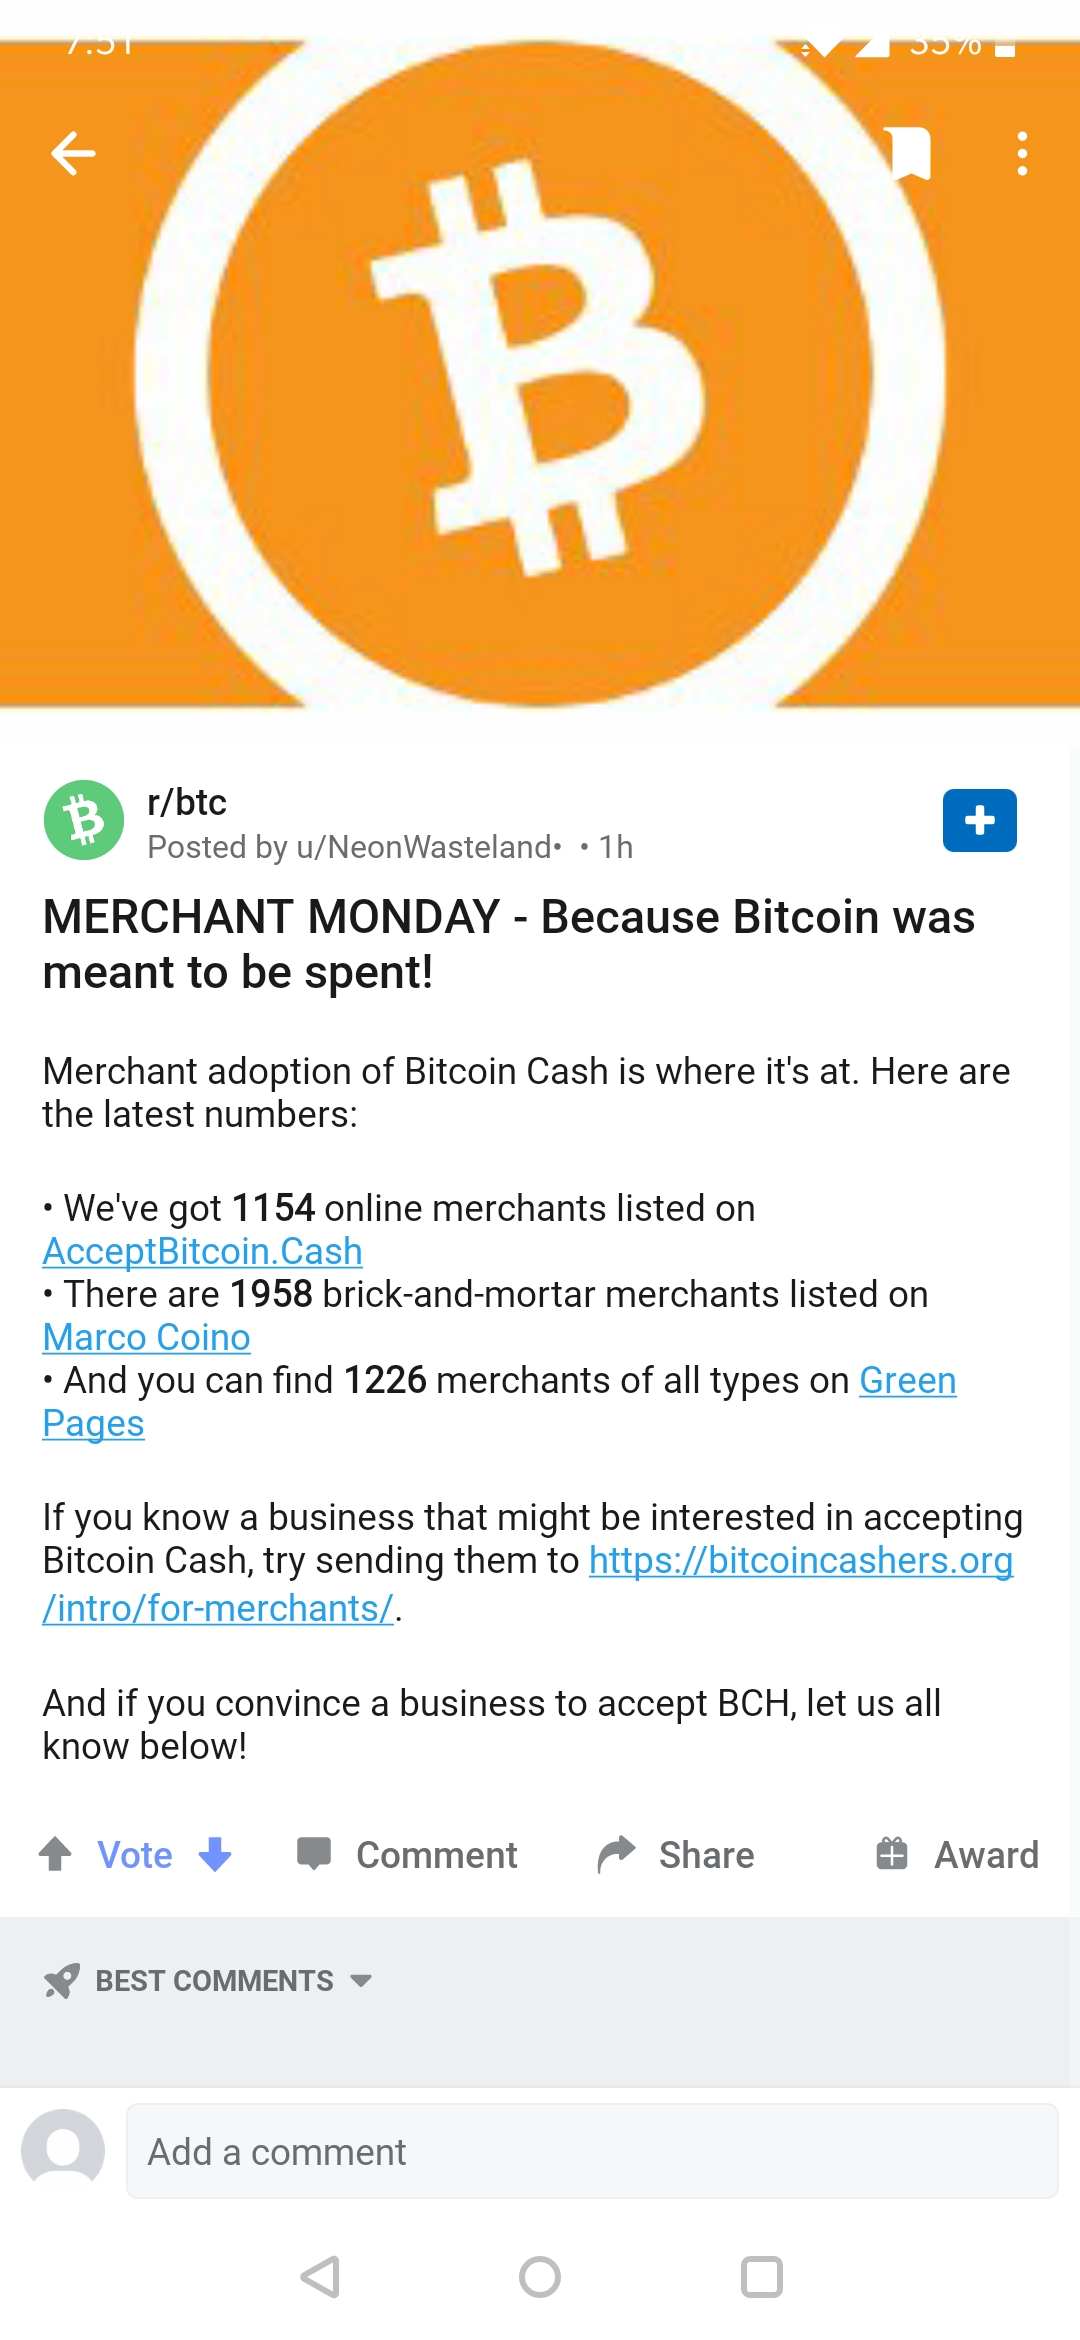 7:51 35%
r/btc
Posted by u/NeonWasteland• • 1h
MERCHANT MONDAY - Because Bitcoin was
meant to be spent!
Merchant adoption of Bitcoin Cash is where it's at. Here are
the latest numbers:
• We've got 1154 online merchants listed on
AcceptBitcoin.Cash
• There are 1958 brick-and-mortar merchants listed on
Marco Coino
• And you can find 1226 merchants of all types on Green
Pages
If you know a business that might be interested in accepting
Bitcoin Cash, try sending them to https://bitcoincashers.org
/intro/for-merchants/.
And if you convince a business to accept BCH, let us all
know below!
Vote Comment Share Award
BEST COMMENTS
Add a comment